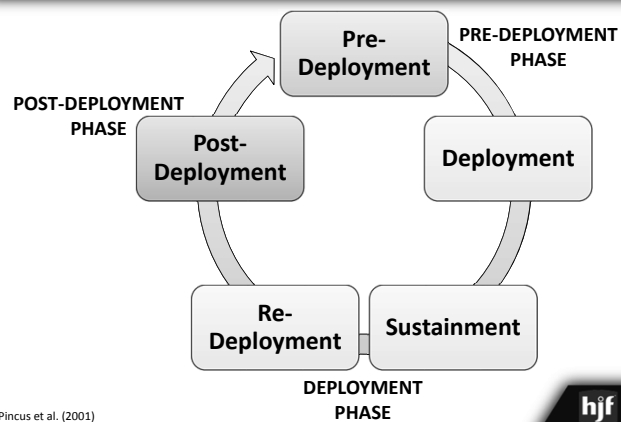 Pre-
Deployment
PRE-DEPLOYMENT
PHASE
POST-DEPLOYMENT
PHASE
Post-
Deployment
Deployment
Re-
Deployment
Sustainment
DEPLOYMENT
PHASE
Pincus et al. (2001)
hjf